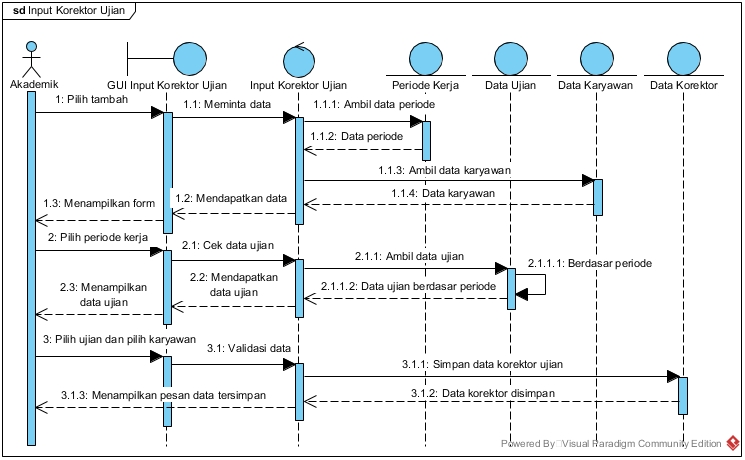 sd Input Korektor Ujian
Akademik
GUI Input Korektor Ujian
Input Korektor Ujian
Periode Kerja
Data Ujian
Data Karyawan
Data Korektor
1: Pilih tambah
1.1: Meminta data
1.1.1: Ambil data periode
1.1.2: Data periode
1.1.3: Ambil data karyawan
1.1.4: Data karyawan
1.2: Mendapatkan data
1.3: Menampilkan form
2: Pilih periode kerja
2.1: Cek data ujian
2.1.1: Ambil data ujian
2.1.1.1: Berdasar periode
2.1.1.2: Data ujian berdasar periode
2.2: Mendapatkan
data ujian
2.3: Menampilkan
data ujian
3: Pilih ujian dan pilih karyawan
3.1: Validasi data
3.1.1: Simpan data korektor ujian
3.1.2: Data korektor disimpan
3.1.3: Menampilkan pesan data tersimpan
Powered By Visual Paradigm Community Edition